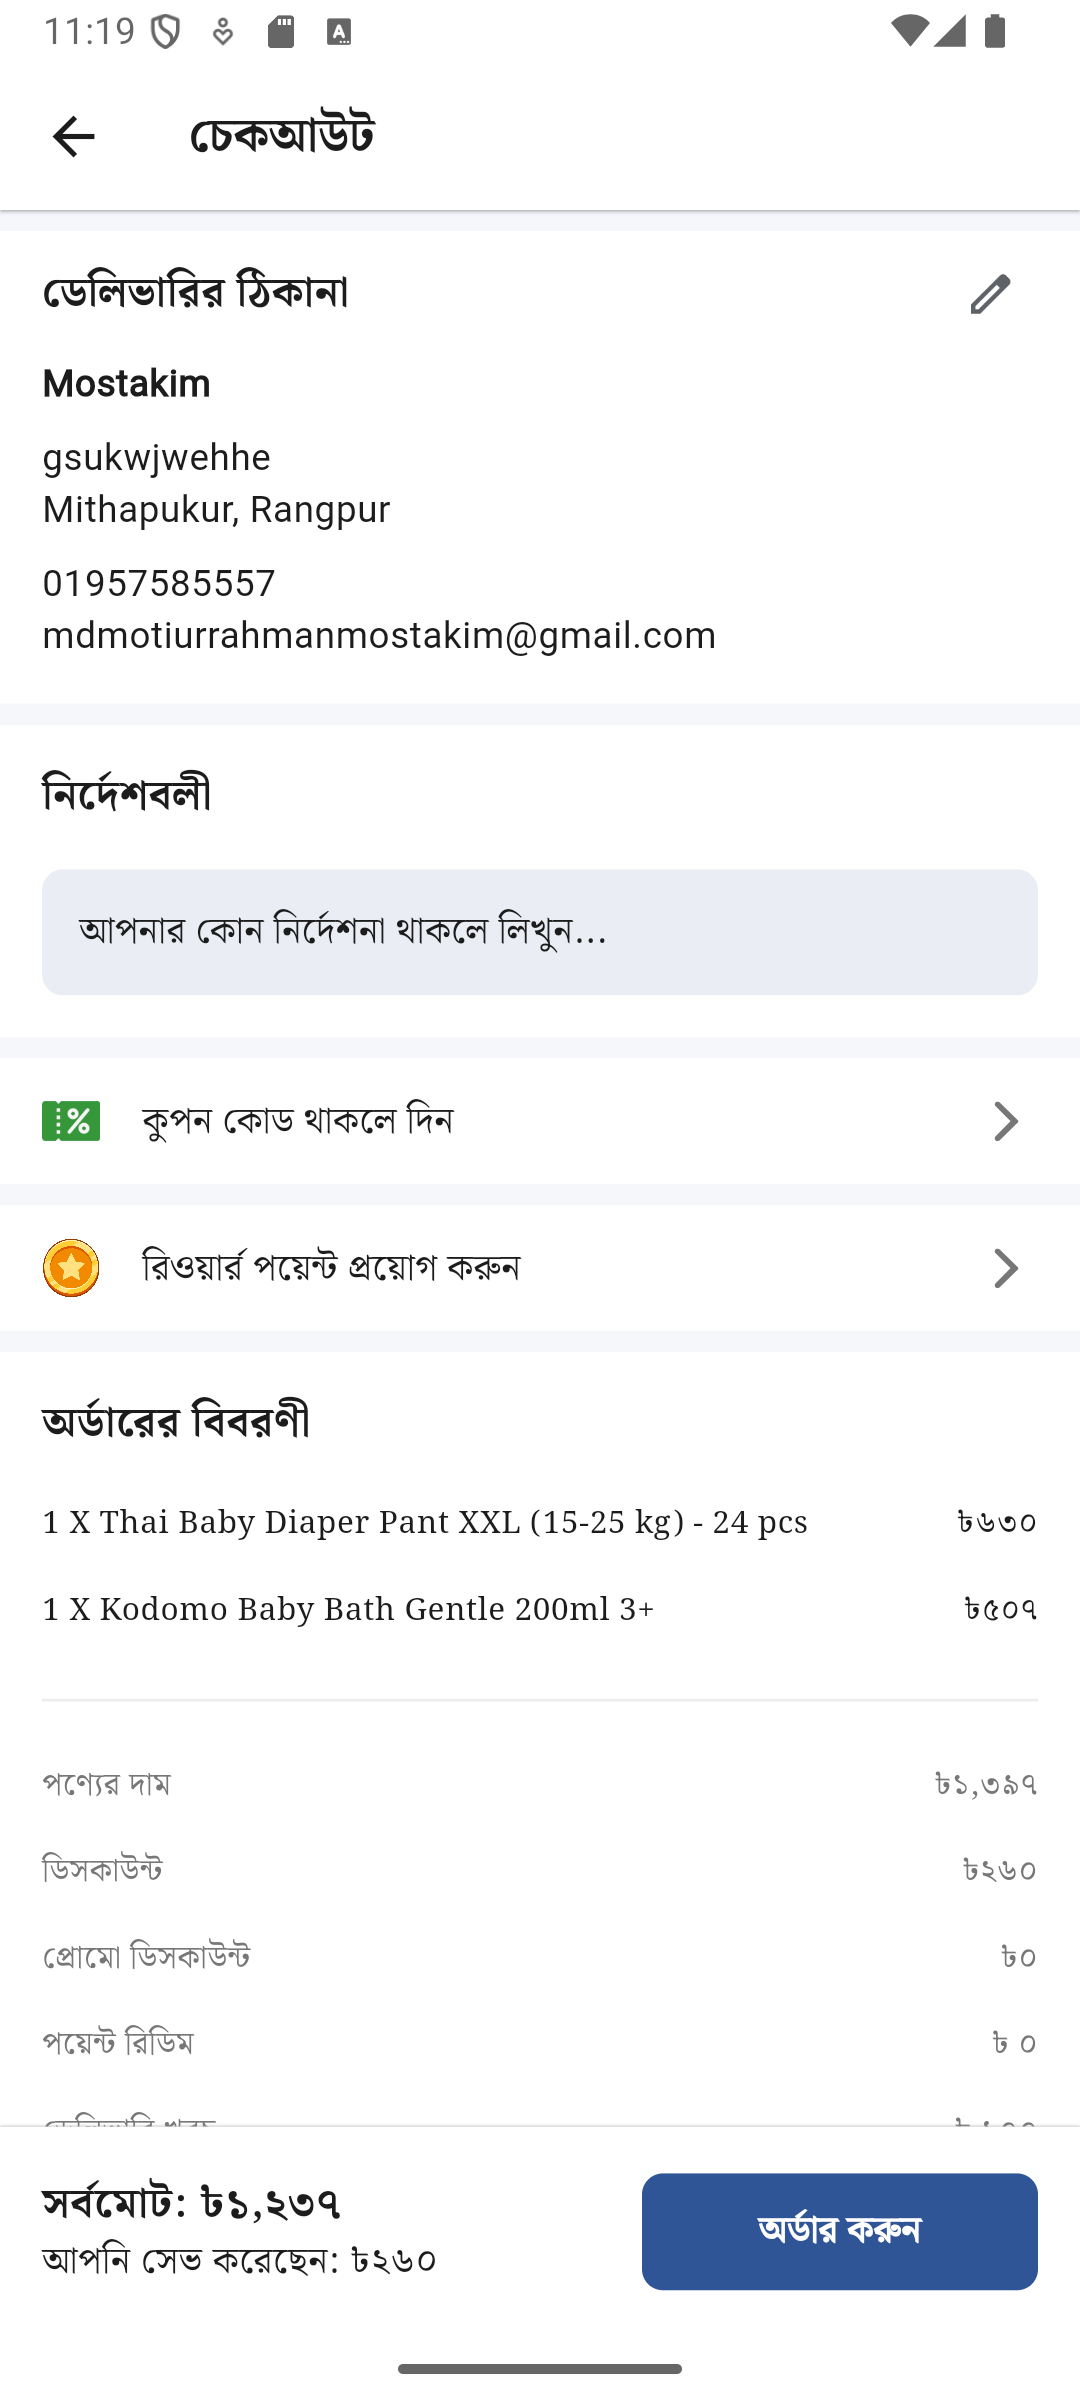 11:19
চেকআউট
ডেলিভারির ঠিকানা
Mostakim
gsukwjwehhe
Mithapukur, Rangpur
01957585557
mdmotiurrahmanmostakim@gmail.com
নির্দেশবলী
আপনার কোন নির্দেশনা থাকলে লিখুন...
কুপন কোড থাকলে দিন
রিওয়ার্র্ পয়েন্ট প্রয়োগ করুন
অর্ডারের বিবরণী
1 X Thai Baby Diaper Pant XXL (15-25 kg) - 24 pcs ৳৬৩০
1 X Kodomo Baby Bath Gentle 200ml 3+ ৳৫০৭
পণ্যের দাম ৳১,৩৯৭
ডিসকাউন্ট ৳২৬০
প্রোমো ডিসকাউন্ট ৳০
পয়েন্ট রিডিম ৳ ০
সর্বমোট: ৳১,২৩৭
আপনি সেভ করেছেন: ৳২৬০
অর্ডার করুন